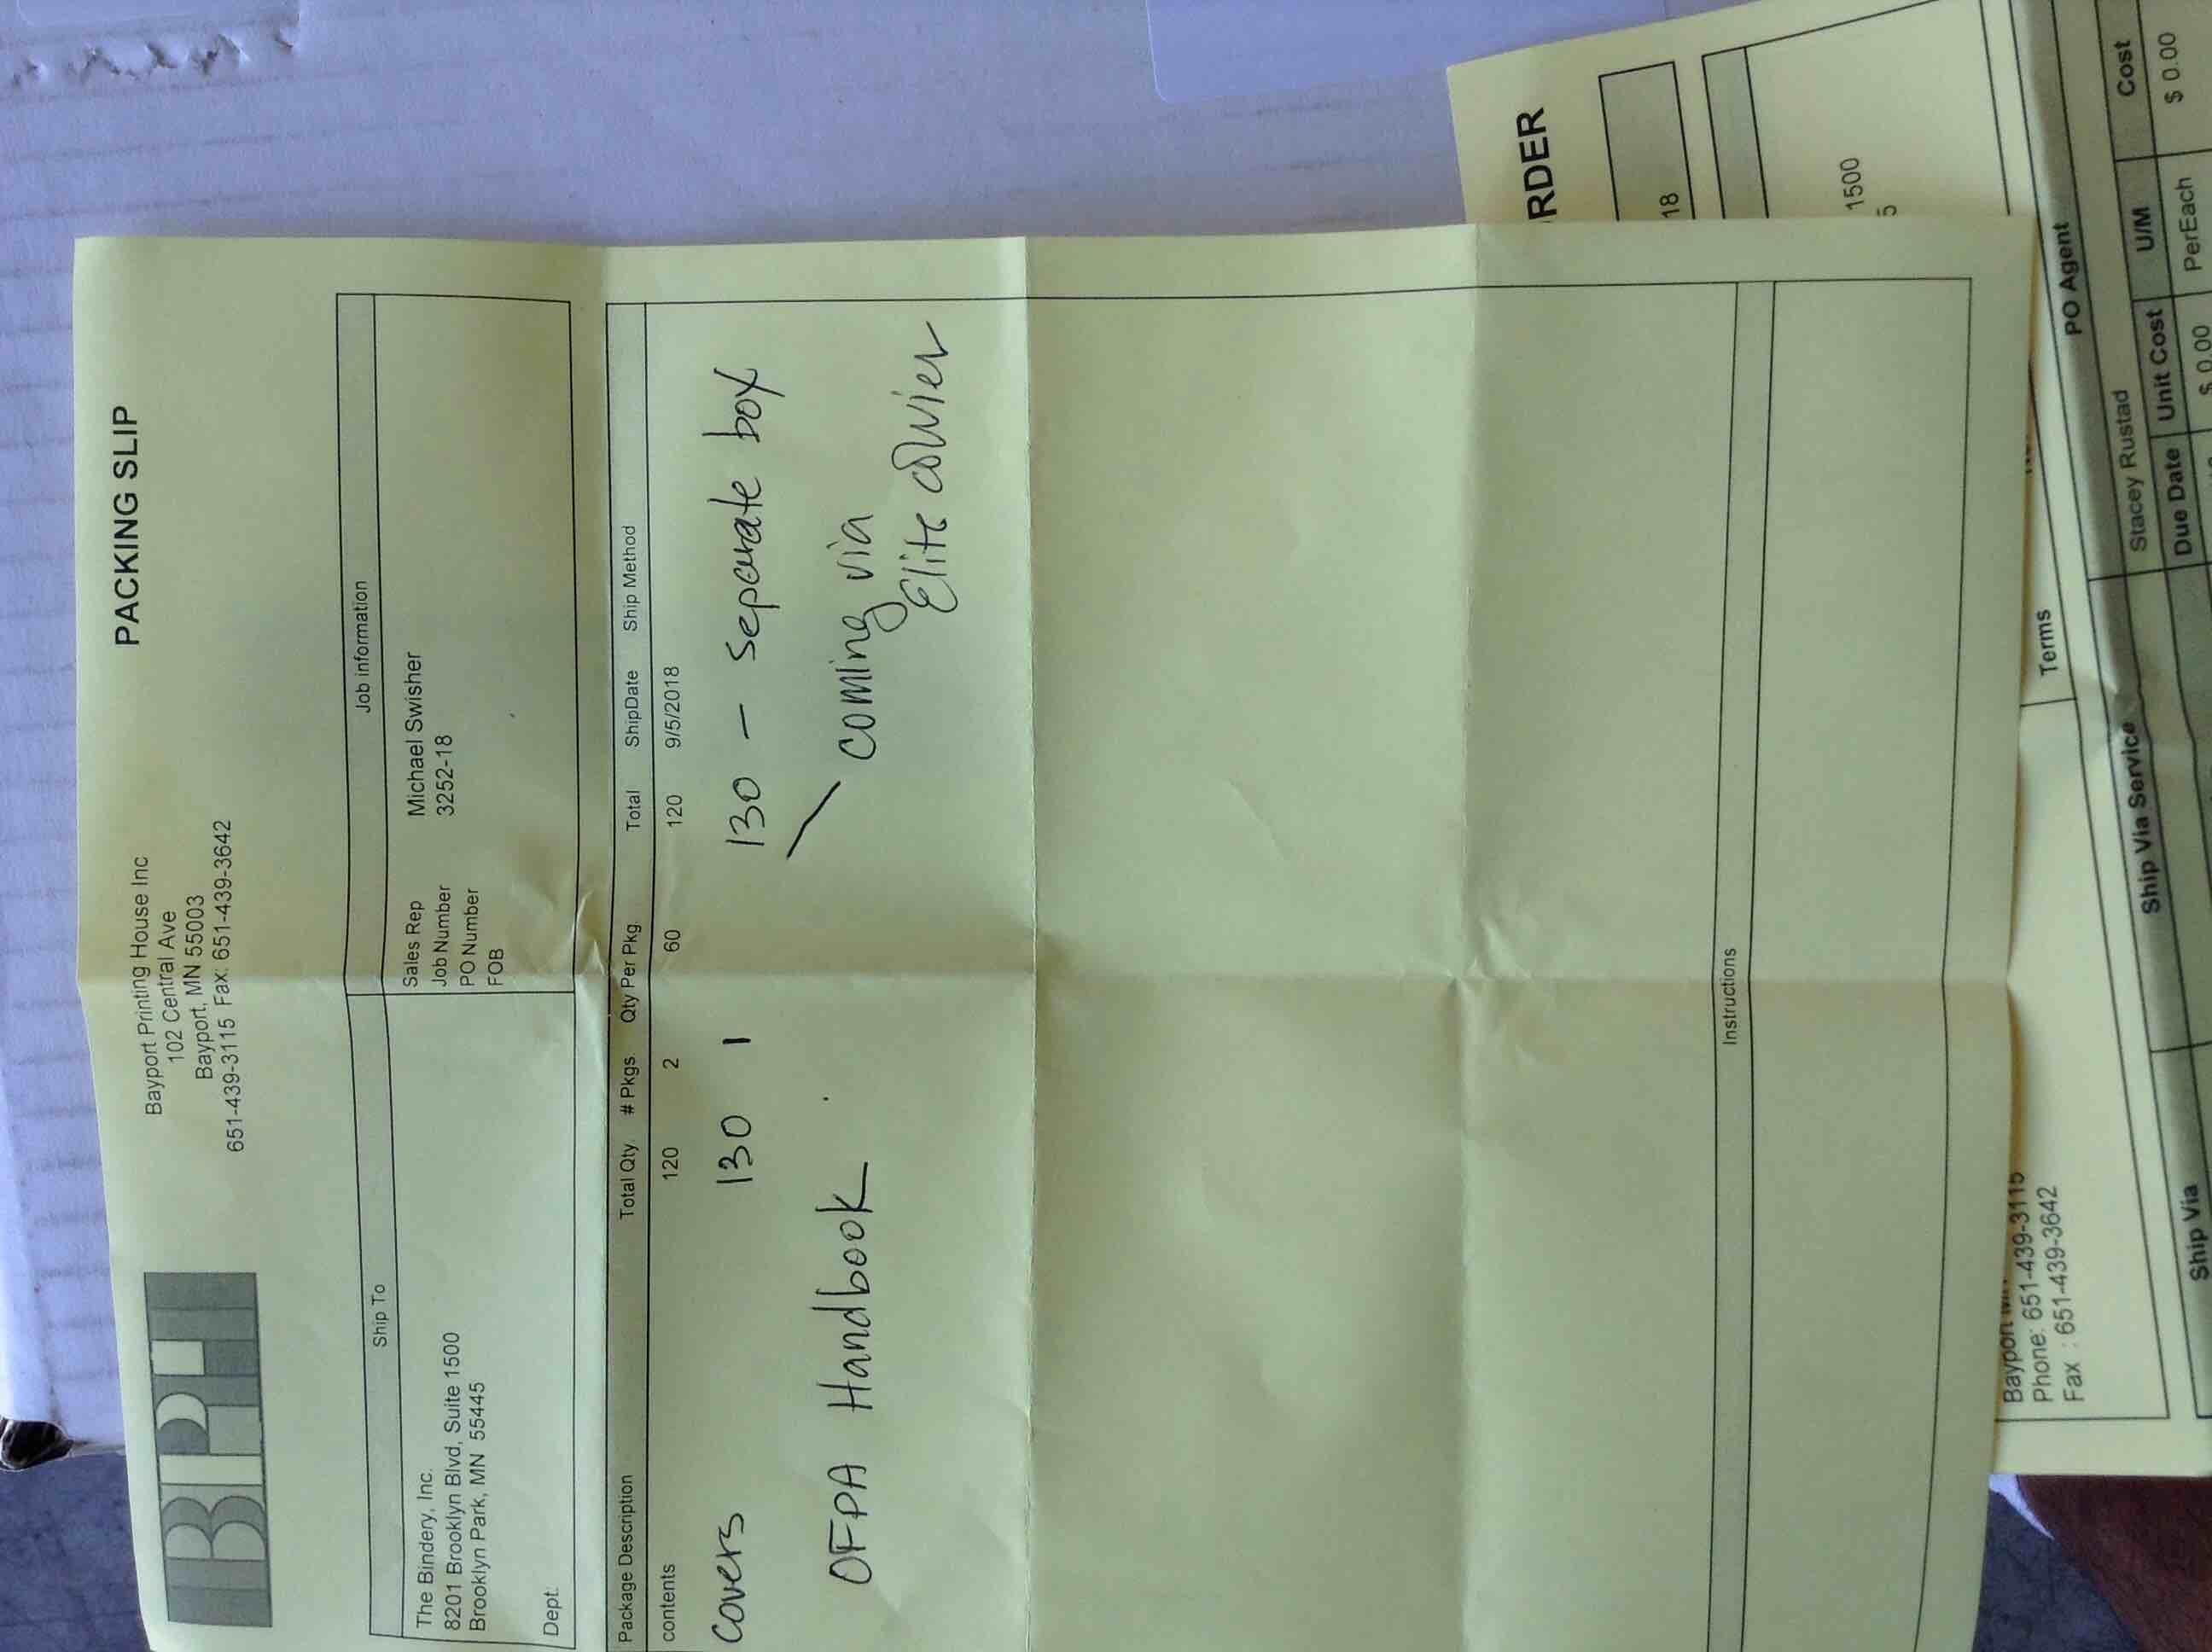 BPH
Bayport Printing House Inc
102 Central Ave
Bayport, MN 55003
651-439-3115 Fax: 651-439-3642
PACKING SLIP
Ship To
The Bindery, Inc.
8201 Brooklyn Blvd, Suite 1500
Brooklyn Park, MN 55445
Dept:
Job information
Sales Rep Michael Swisher
Job Number 3252-18
PO Number
FOB
Package Description Total Qty. # Pkgs Qty Per Pkg. Total ShipDate Ship Method
contents 120 2 60 120 9/5/2018
Covers 130 1 130 - separate box
OFPA Handbook coming via
Elite courier
Instructions
RDER
18
1500
5
Bayport
Phone: 651-439-3115
Fax : 651-439-3642
Terms PO Agent
Ship Via Service Stacey Rustad
Ship Via Due Date Unit Cost U/M Cost
$ 0.00 PerEach $ 0.00